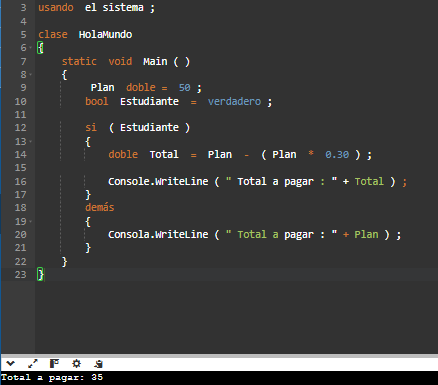 3 usando el sistema ;
4
5 clase HolaMundo
6 {
7 static void Main ( )
8 {
9 Plan doble = 50 ;
10 bool Estudiante = verdadero ;
11
12 si ( Estudiante )
13 {
14 doble Total = Plan - ( Plan * 0.30 ) ;
15
16 Console.WriteLine ( " Total a pagar : " + Total ) ;
17 }
18 demás
19 {
20 Consola.WriteLine ( " Total a pagar : " + Plan ) ;
21 }
22 }
23 }
Total a pagar: 35